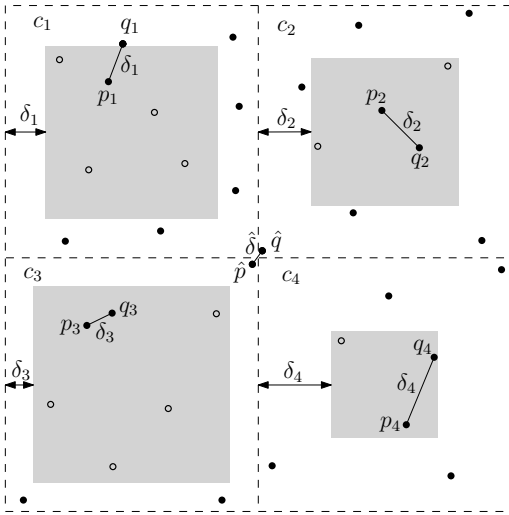 c₁
q₁
c₂
δ₁
p₁
p₂
δ₂
q₂
δ₁
δ₂
δ̂
q̂
p̂
c₃
c₄
q₃
p₃
δ₃
q₄
δ₃
δ₄
δ₄
p₄